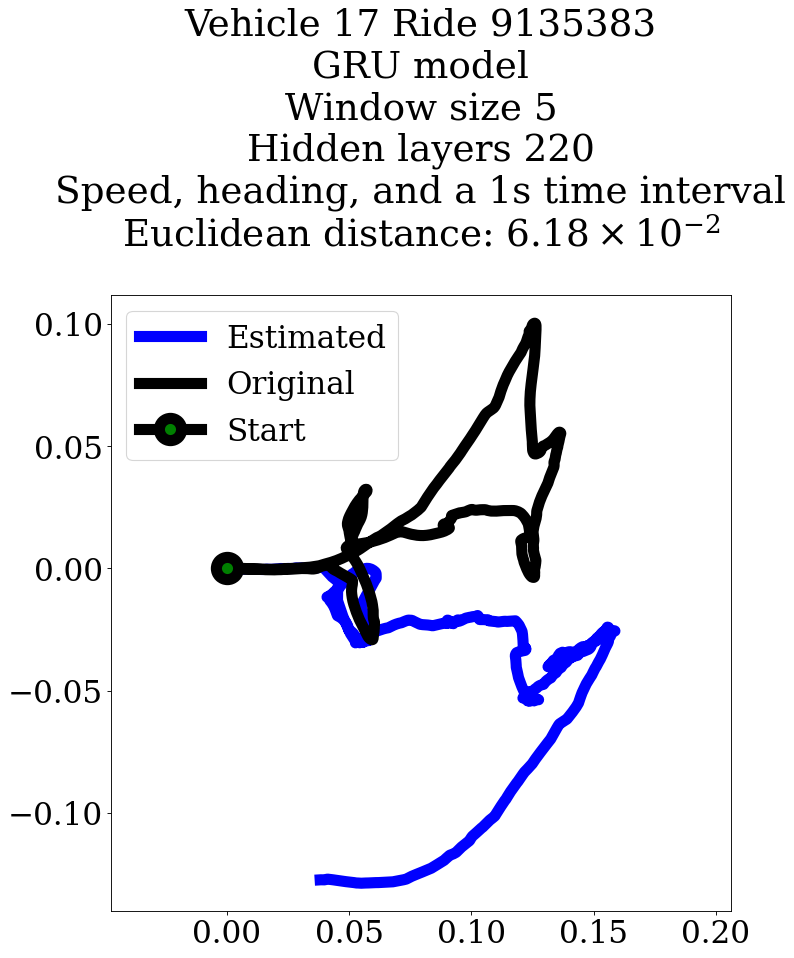 Vehicle 17 Ride 9135383
GRU model
Window size 5
Hidden layers 220
Speed, heading, and a 1s time interval
Euclidean distance: 6.18 × 10⁻²
Estimated
Original
Start
0.10
0.05
0.00
−0.05
−0.10
0.00 0.05 0.10 0.15 0.20